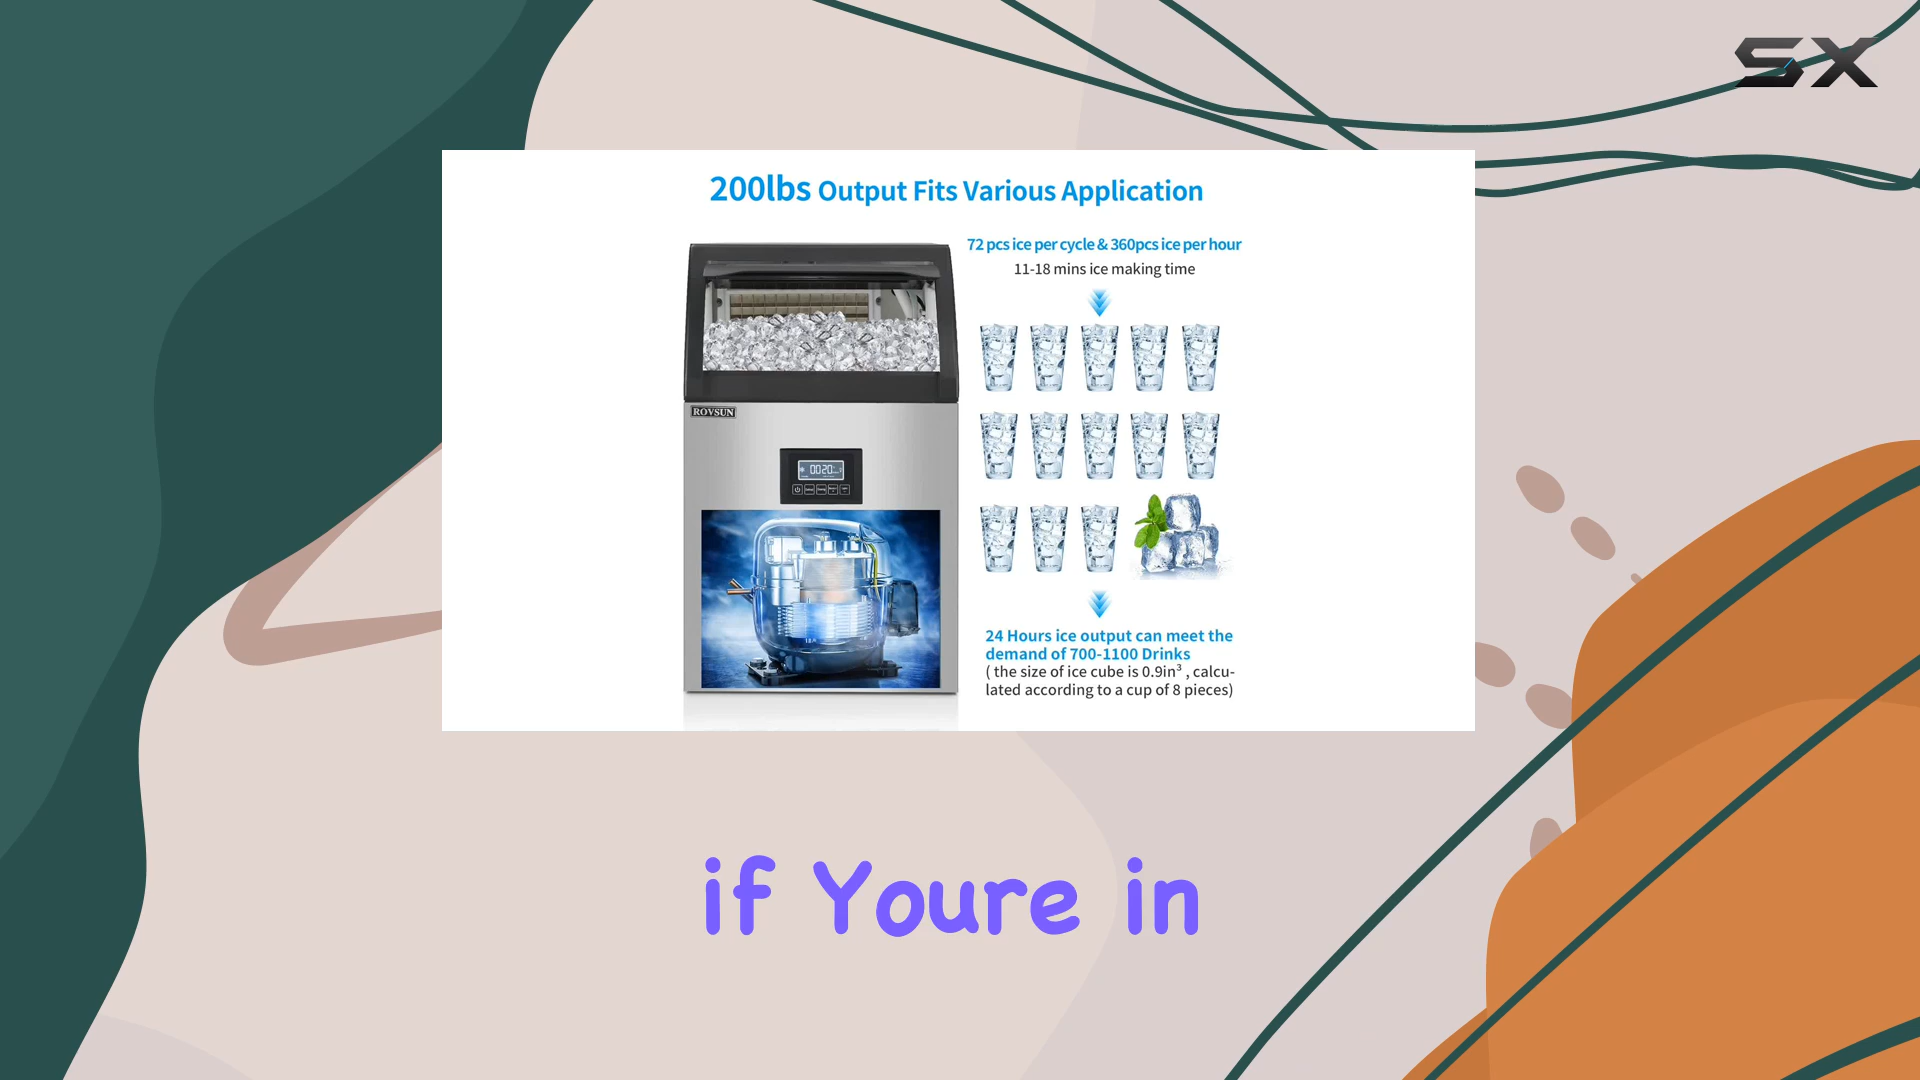 SX
200lbs Output Fits Various Application
72 pcs ice per cycle & 360pcs ice per hour
11-18 mins ice making time
ROVSUN
0020
24 Hours ice output can meet the
demand of 700-1100 Drinks
( the size of ice cube is 0.9in³ , calcu-
lated according to a cup of 8 pieces)
if Youre in